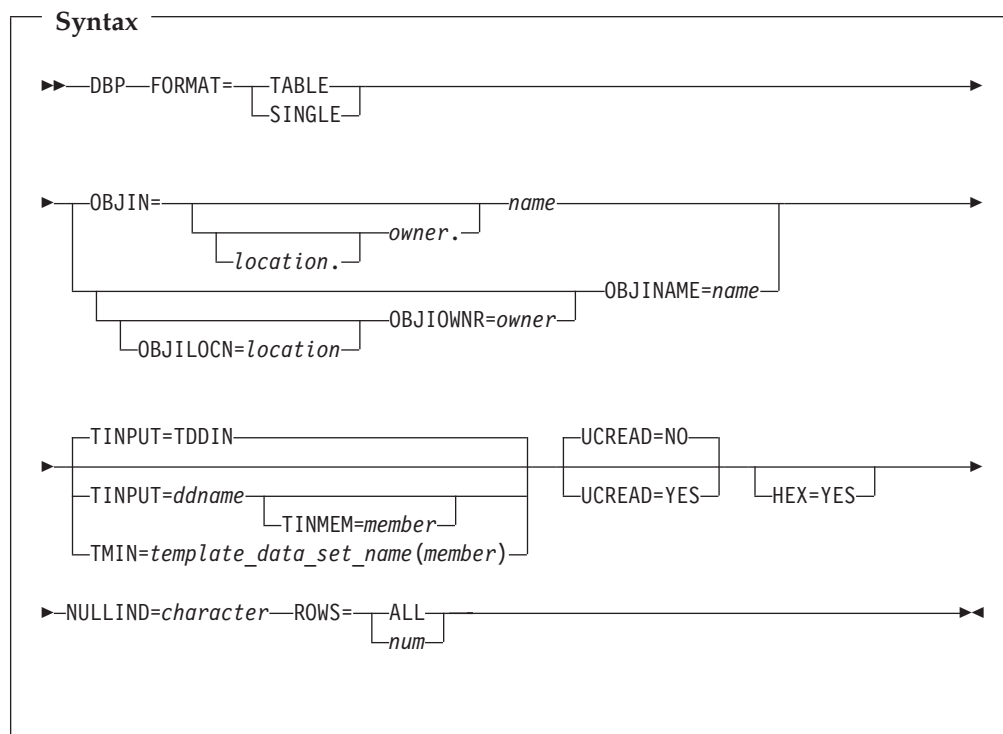 Syntax
DBP FORMAT= TABLE
SINGLE
OBJIN= name
owner.
location.
OBJINAME=name
OBJIOWNR=owner
OBJILOCN=location
TINPUT=TDDIN UCREAD=NO
TINPUT=ddname UCREAD=YES HEX=YES
TINMEM=member
TMIN=template_data_set_name(member)
NULLIND=character ROWS= ALL
num